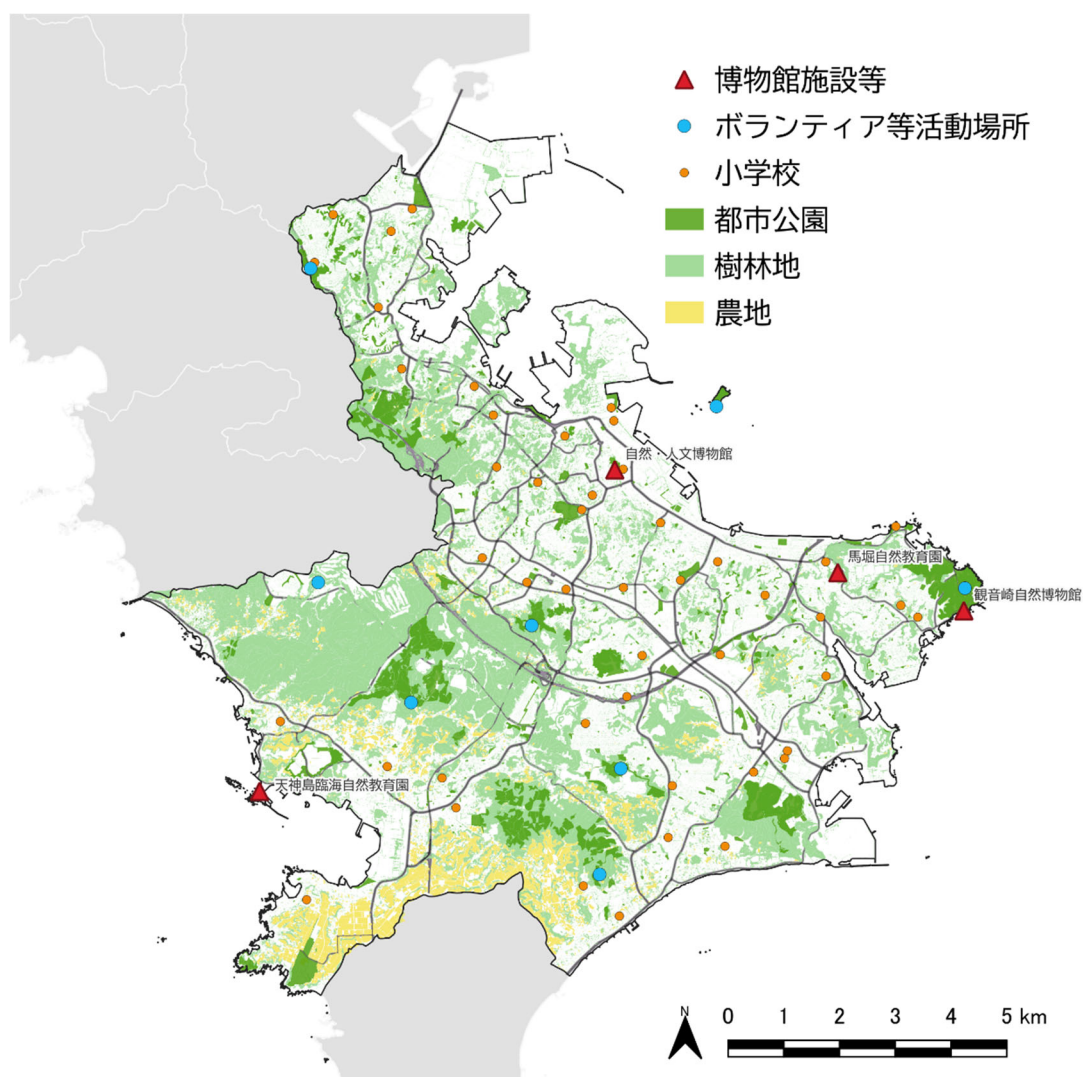 博物館施設等
ボランティア等活動場所
小学校
都市公園
樹林地
農地
自然・人文博物館
馬堀自然教育園
観音崎自然博物館
天神島臨海自然教育園
N
0 1 2 3 4 5 km